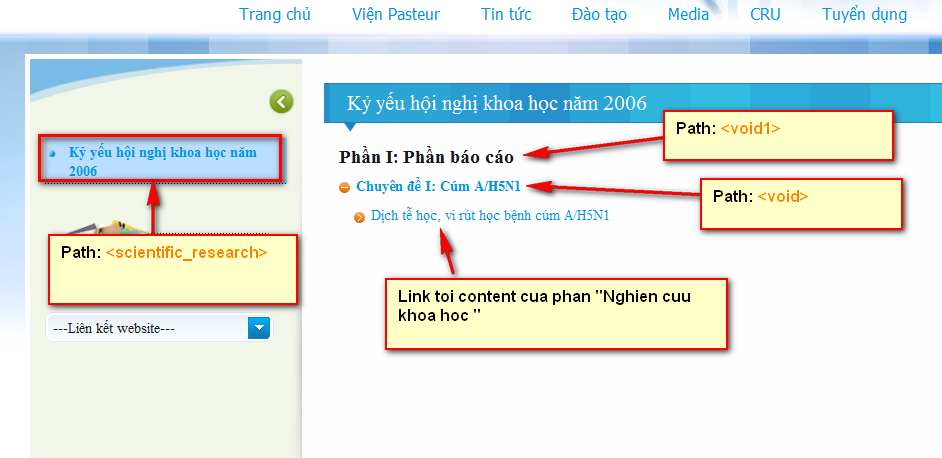 Trang chủ Viện Pasteur Tin tức Đào tạo Media CRU Tuyển dụng
Kỷ yếu hội nghị khoa học năm
2006
Path: <scientific_research>
---Liên kết website---
Kỷ yếu hội nghị khoa học năm 2006
Path: <void1>
Phần I: Phần báo cáo
Chuyên đề I: Cúm A/H5N1
Path: <void>
Dịch tễ học, vi rút học bệnh cúm A/H5N1
Link toi content cua phan "Nghien cuu
khoa hoc "